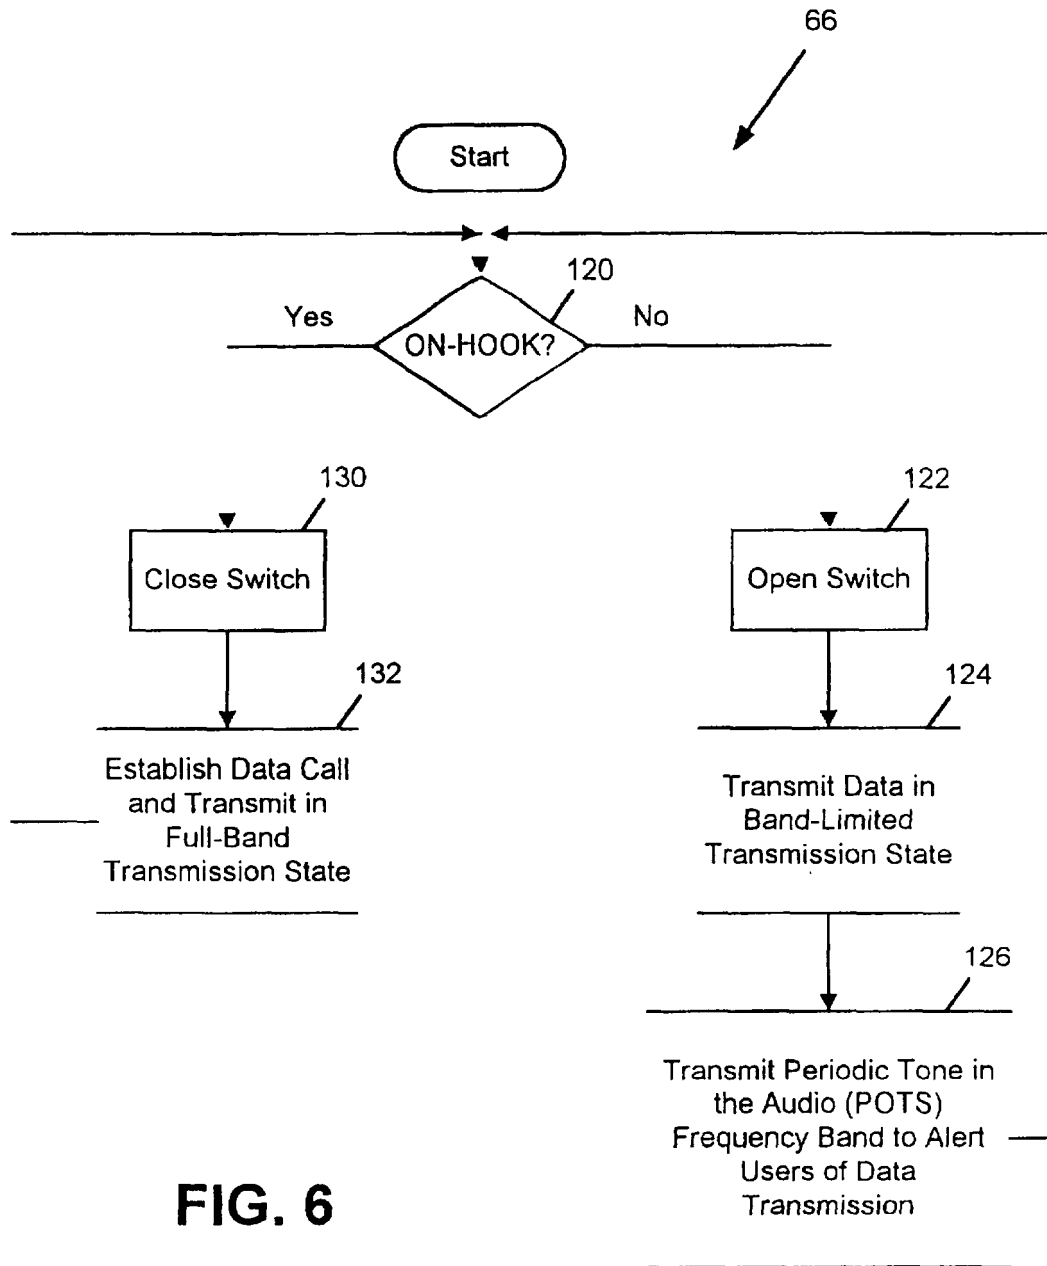 66
Start
120
Yes
No
ON-HOOK?
130
122
Close Switch
Open Switch
132
124
Establish Data Call
and Transmit in
Full-Band
Transmission State
Transmit Data in
Band-Limited
Transmission State
126
Transmit Periodic Tone in
the Audio (POTS)
Frequency Band to Alert
Users of Data
Transmission
FIG. 6